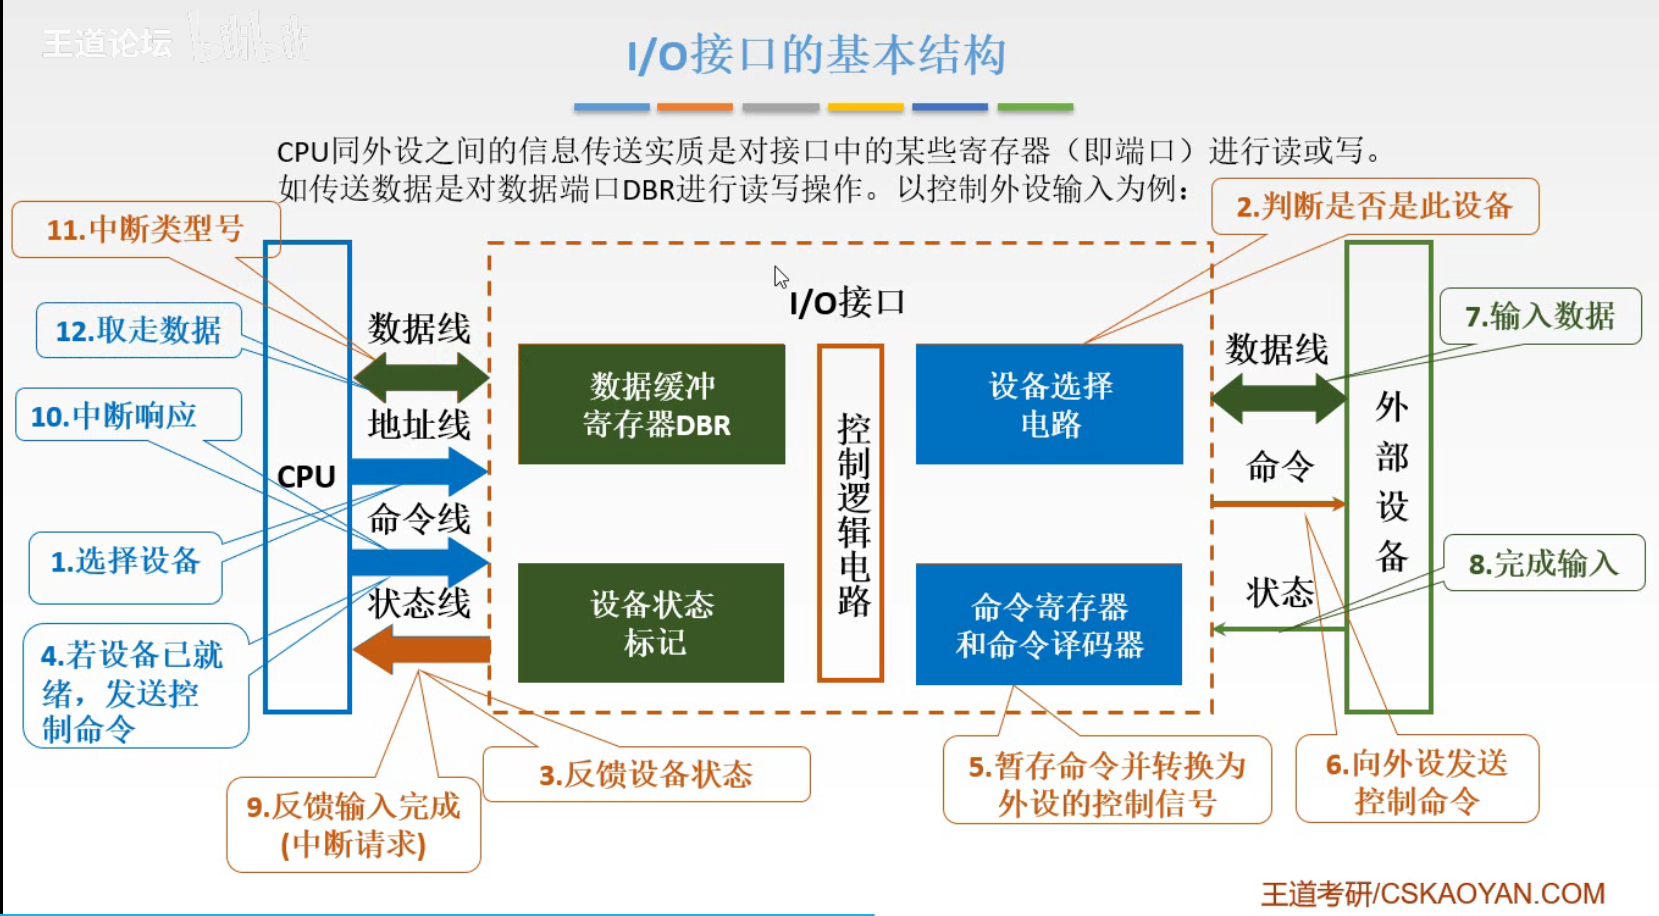 王道论坛 bilibili
I/O接口的基本结构
CPU同外设之间的信息传送实质是对接口中的某些寄存器（即端口）进行读或写。
如传送数据是对数据端口DBR进行读写操作。以控制外设输入为例：
2.判断是否是此设备
11.中断类型号
I/O接口
7.输入数据
12.取走数据
数据线
数据线
数据缓冲
寄存器DBR
设备选择
电路
10.中断响应
地址线
控制逻辑电路
外部设备
CPU
命令
命令线
1.选择设备
8.完成输入
状态线
状态
设备状态
标记
命令寄存器
和命令译码器
4.若设备已就
绪，发送控
制命令
3.反馈设备状态
5.暂存命令并转换为
外设的控制信号
6.向外设发送
控制命令
9.反馈输入完成
(中断请求)
王道考研/CSKAOYAN.COM